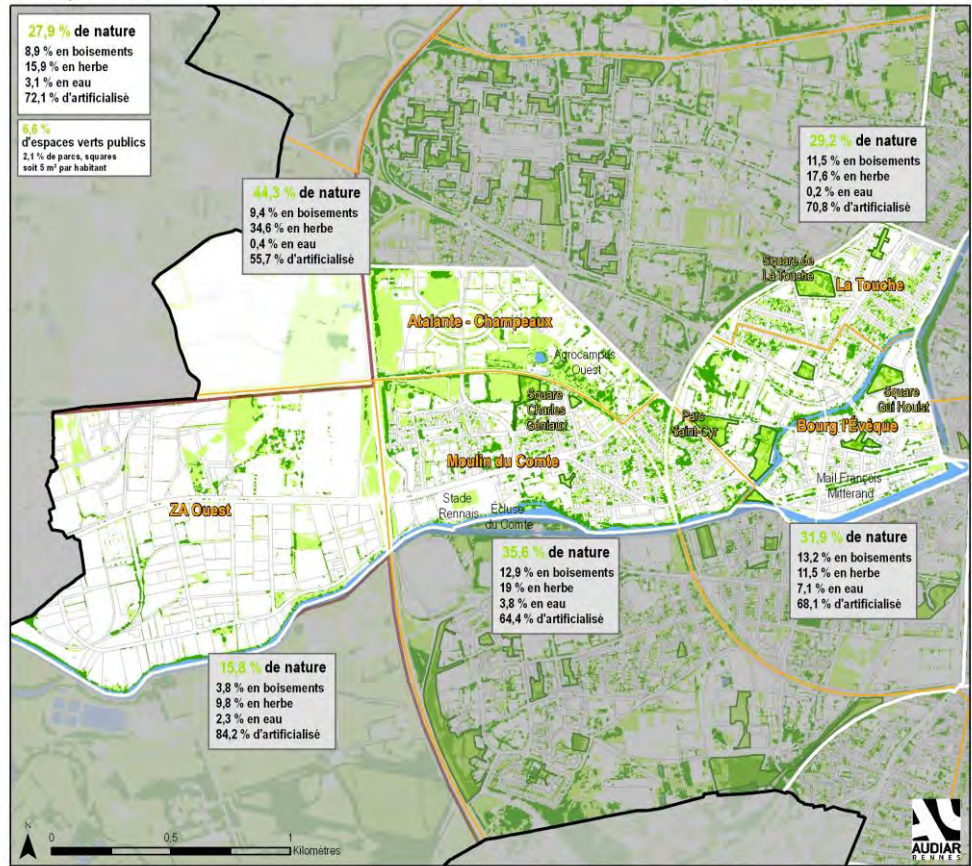 27,9 % de nature
8,9 % en boisements
15,9 % en herbe
3,1 % en eau
72,1 % d'artificialisé
6,6 %
d'espaces verts publics
2,1 % de parcs, squares
soit 5 m² par habitant
44,3 % de nature
9,4 % en boisements
34,6 % en herbe
0,4 % en eau
55,7 % d'artificialisé
29,2 % de nature
11,5 % en boisements
17,6 % en herbe
0,2 % en eau
70,8 % d'artificialisé
Square de
La Touche
La Touche
Atalante - Champeaux
Agrocampus
Ouest
Square
Charles
Géniaux
Parc
Saint-Cyr
Square
Gui Houist
Bourg l'Évèque
Moulin du Comte
Mail François
Mitterand
Stade
Rennais
Écluse
du Comte
ZA Ouest
35,6 % de nature
12,9 % en boisements
19 % en herbe
3,8 % en eau
64,4 % d'artificialisé
31,9 % de nature
13,2 % en boisements
11,5 % en herbe
7,1 % en eau
68,1 % d'artificialisé
15,8 % de nature
3,8 % en boisements
9,8 % en herbe
2,3 % en eau
84,2 % d'artificialisé
N
0 0,5 1
Kilomètres
AUDIAR
RENNES